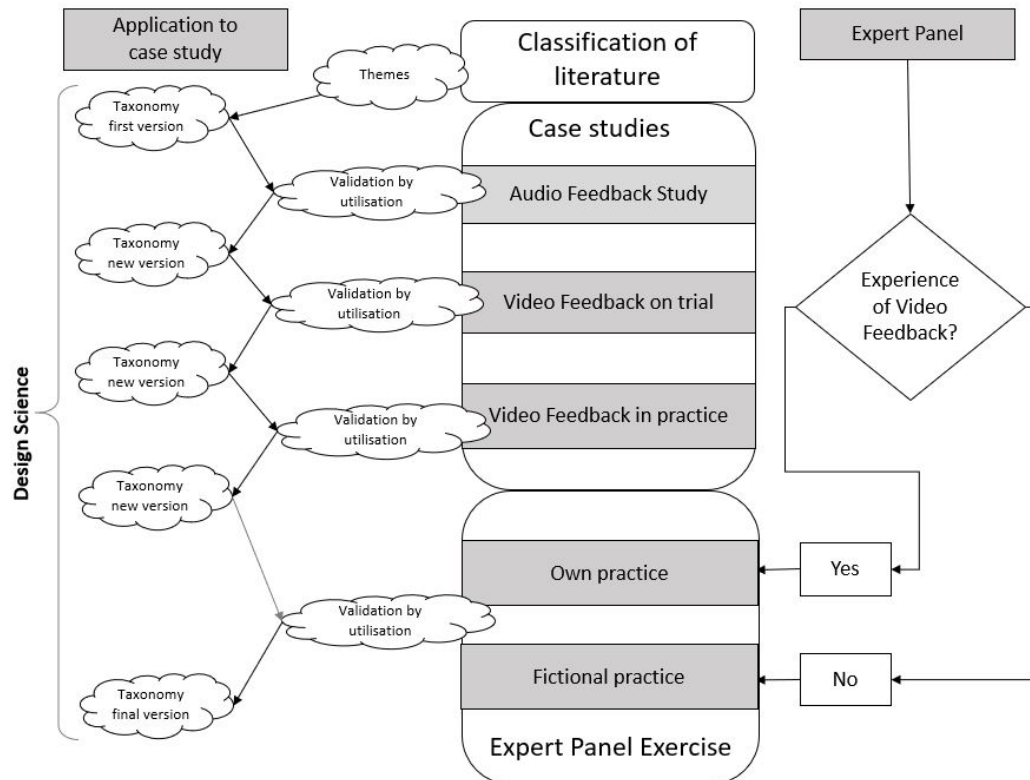 Application to
case study
Themes
Classification of
literature
Expert Panel
Taxonomy
first version
Case studies
Validation by
utilisation
Audio Feedback Study
Taxonomy
new version
Validation by
utilisation
Video Feedback on trial
Experience
of Video
Feedback?
Taxonomy
new version
Validation by
utilisation
Video Feedback in practice
Design Science
Taxonomy
new version
Own practice
Yes
Validation by
utilisation
Fictional practice
No
Taxonomy
final version
Expert Panel Exercise